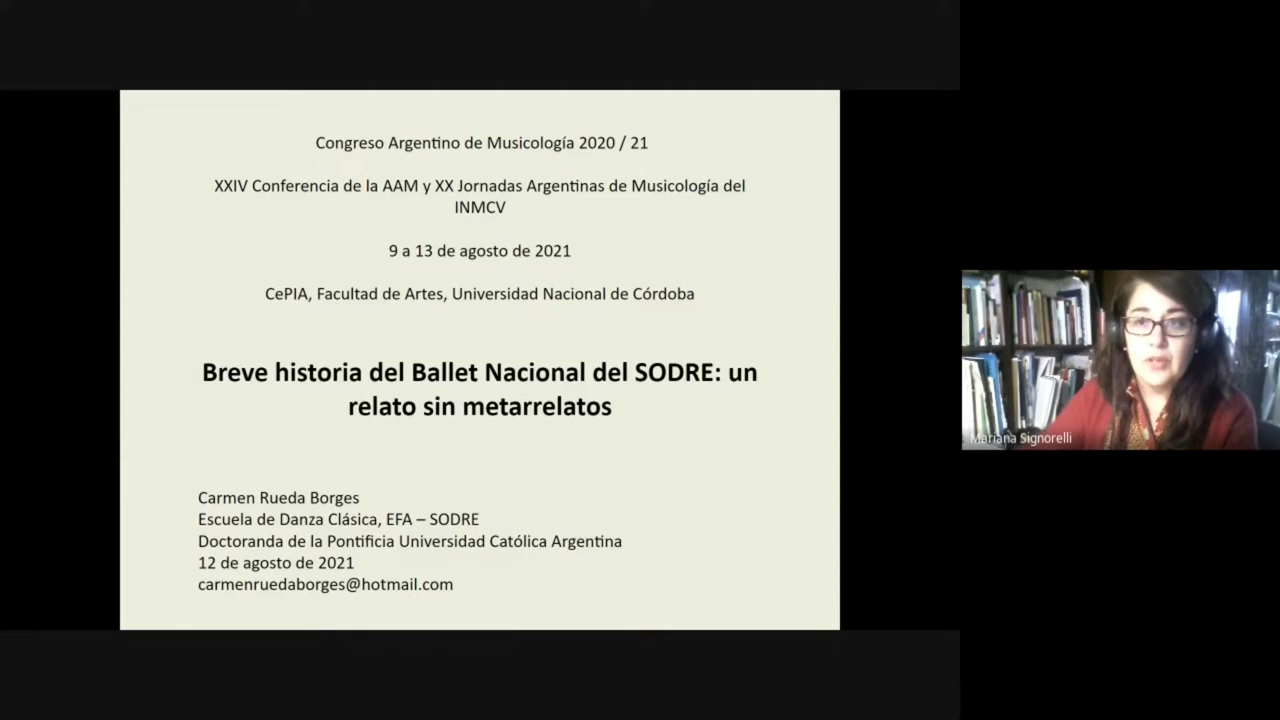 Congreso Argentino de Musicología 2020 / 21
XXIV Conferencia de la AAM y XX Jornadas Argentinas de Musicología del
INMCV
9 a 13 de agosto de 2021
CePIA, Facultad de Artes, Universidad Nacional de Córdoba
Breve historia del Ballet Nacional del SODRE: un
relato sin metarrelatos
Carmen Rueda Borges
Escuela de Danza Clásica, EFA – SODRE
Doctoranda de la Pontificia Universidad Católica Argentina
12 de agosto de 2021
carmenruedaborges@hotmail.com
Mariana Signorelli